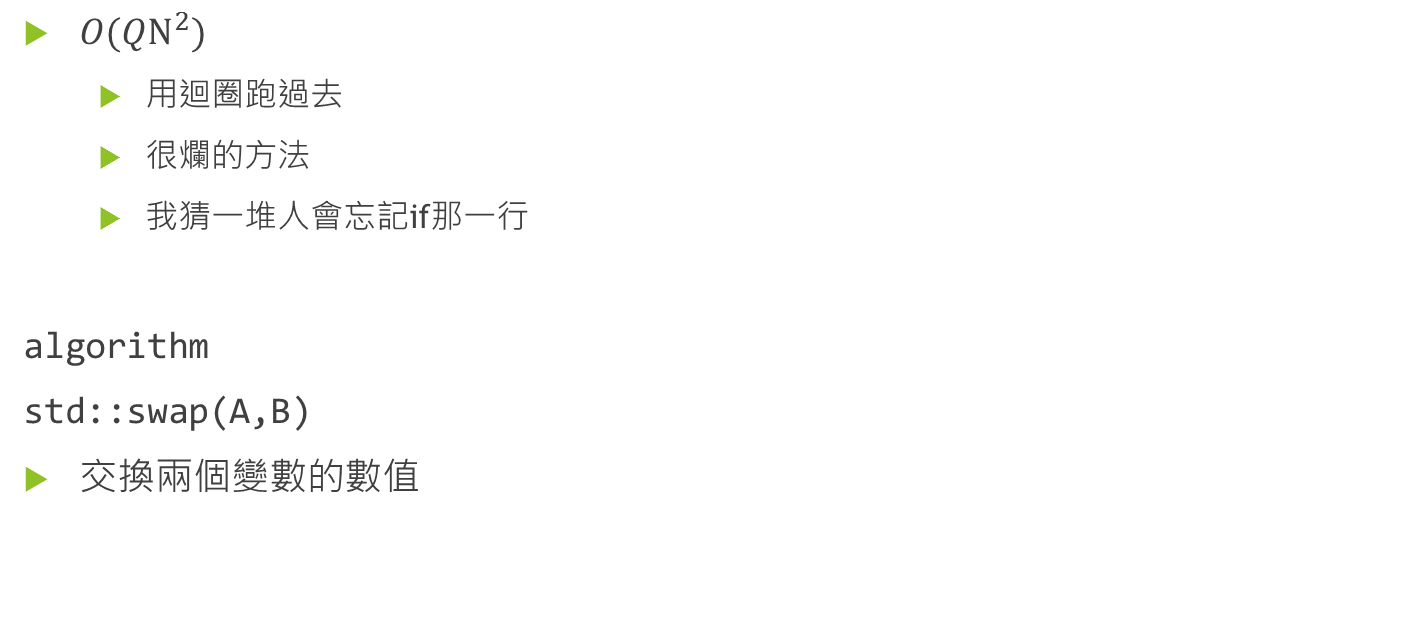 O(QN²)
用迴圈跑過去
很爛的方法
我猜一堆人會忘記if那一行
algorithm
std::swap(A,B)
交換兩個變數的數值